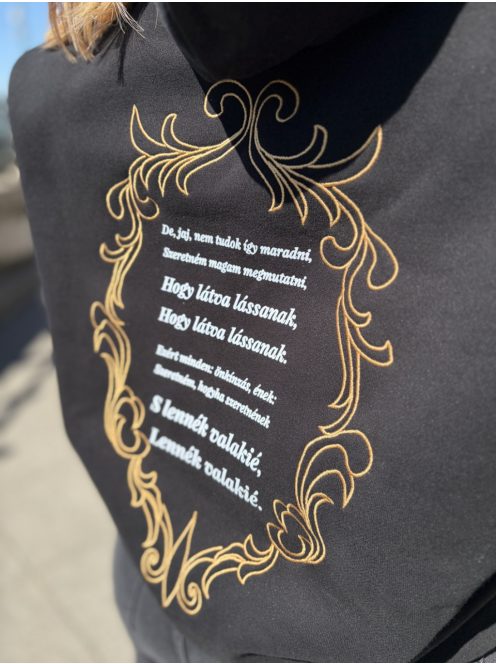 De, jaj, nem tudok így maradni,
Szeretném magam megmutatni,
Hogy látva lássanak,
Hogy látva lássanak.
Ezért minden: önkínzás, ének:
Szeretném, hogyha szeretnének
S lennék valakié,
Lennék valakié.